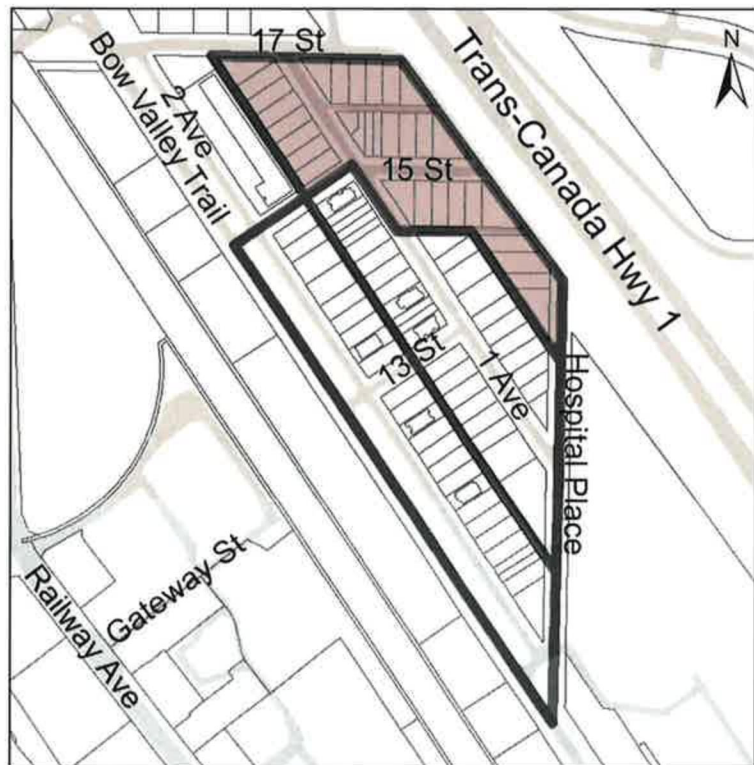 17 St
Trans-Canada Hwy 1
N
Bow Valley Trail
2 Ave
15 St
13 St
1 Ave
Hospital Place
Gateway St
Railway Ave